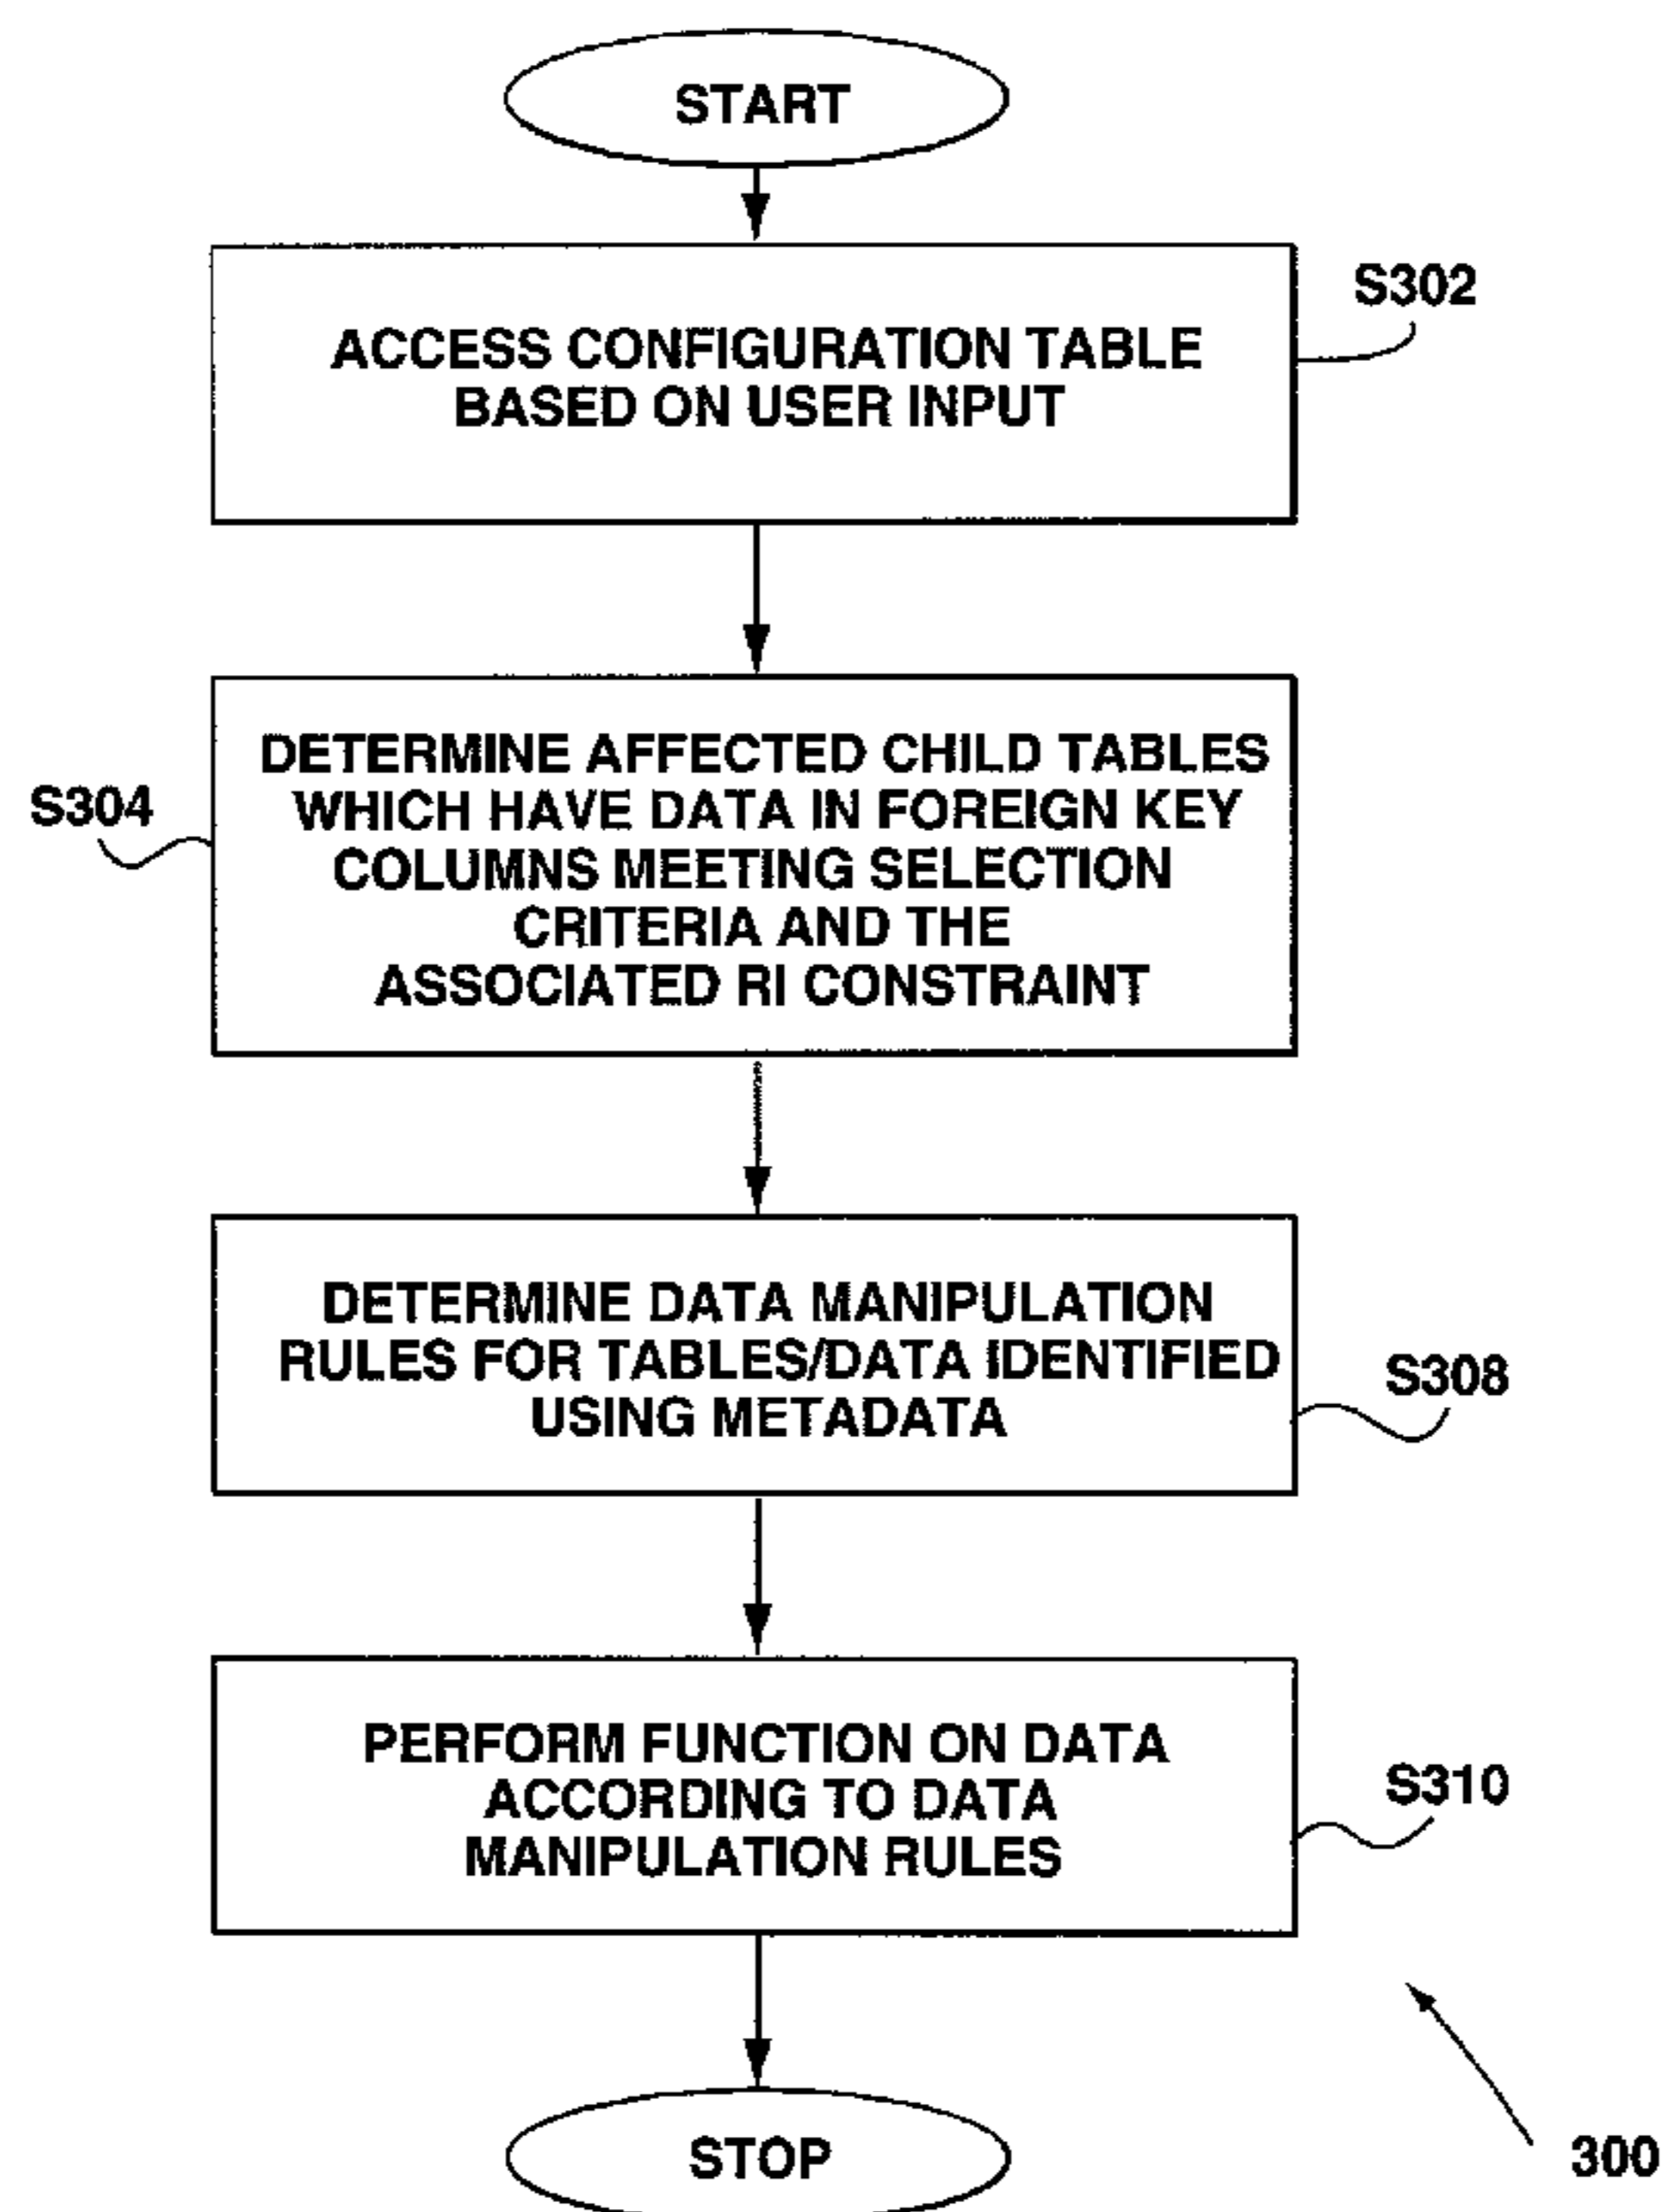 START
S302
ACCESS CONFIGURATION TABLE
BASED ON USER INPUT
S304
DETERMINE AFFECTED CHILD TABLES
WHICH HAVE DATA IN FOREIGN KEY
COLUMNS MEETING SELECTION
CRITERIA AND THE
ASSOCIATED RI CONSTRAINT
DETERMINE DATA MANIPULATION
RULES FOR TABLES/DATA IDENTIFIED
USING METADATA
S308
PERFORM FUNCTION ON DATA
ACCORDING TO DATA
MANIPULATION RULES
S310
STOP
300